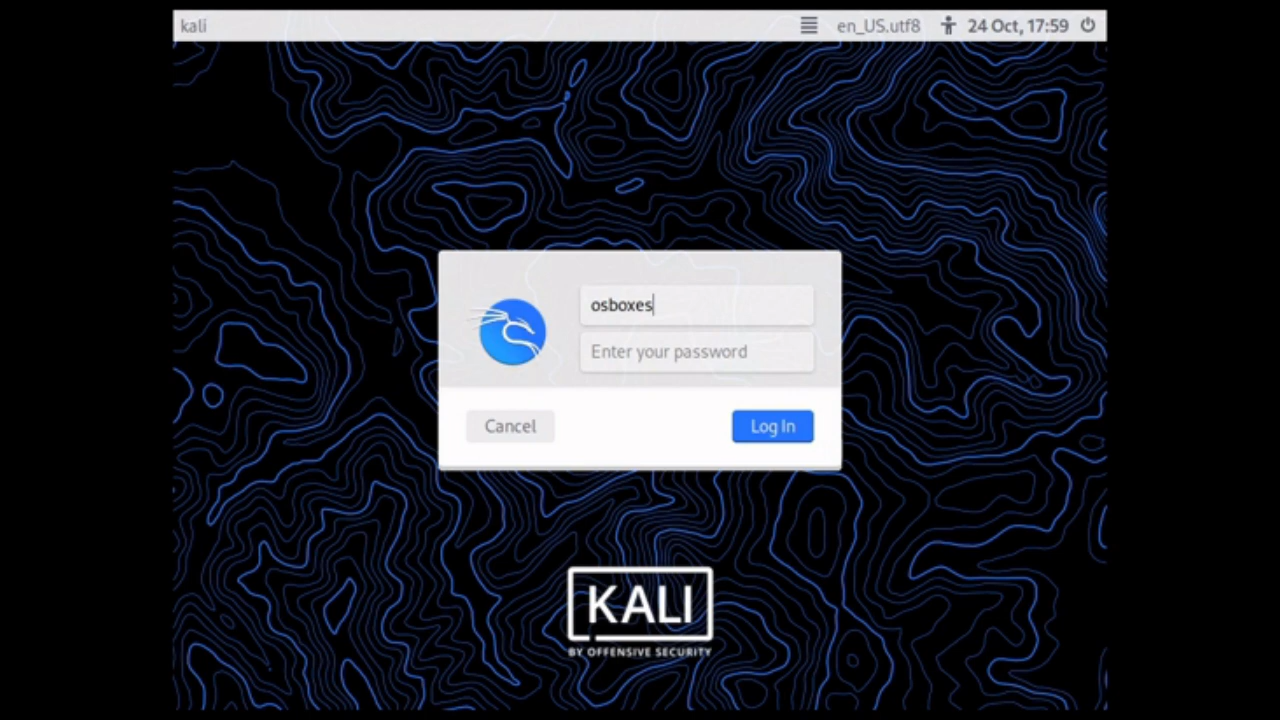 kali en_US.utf8 24 Oct, 17:59
osboxes
Enter your password
Cancel Log In
KALI
BY OFFENSIVE SECURITY